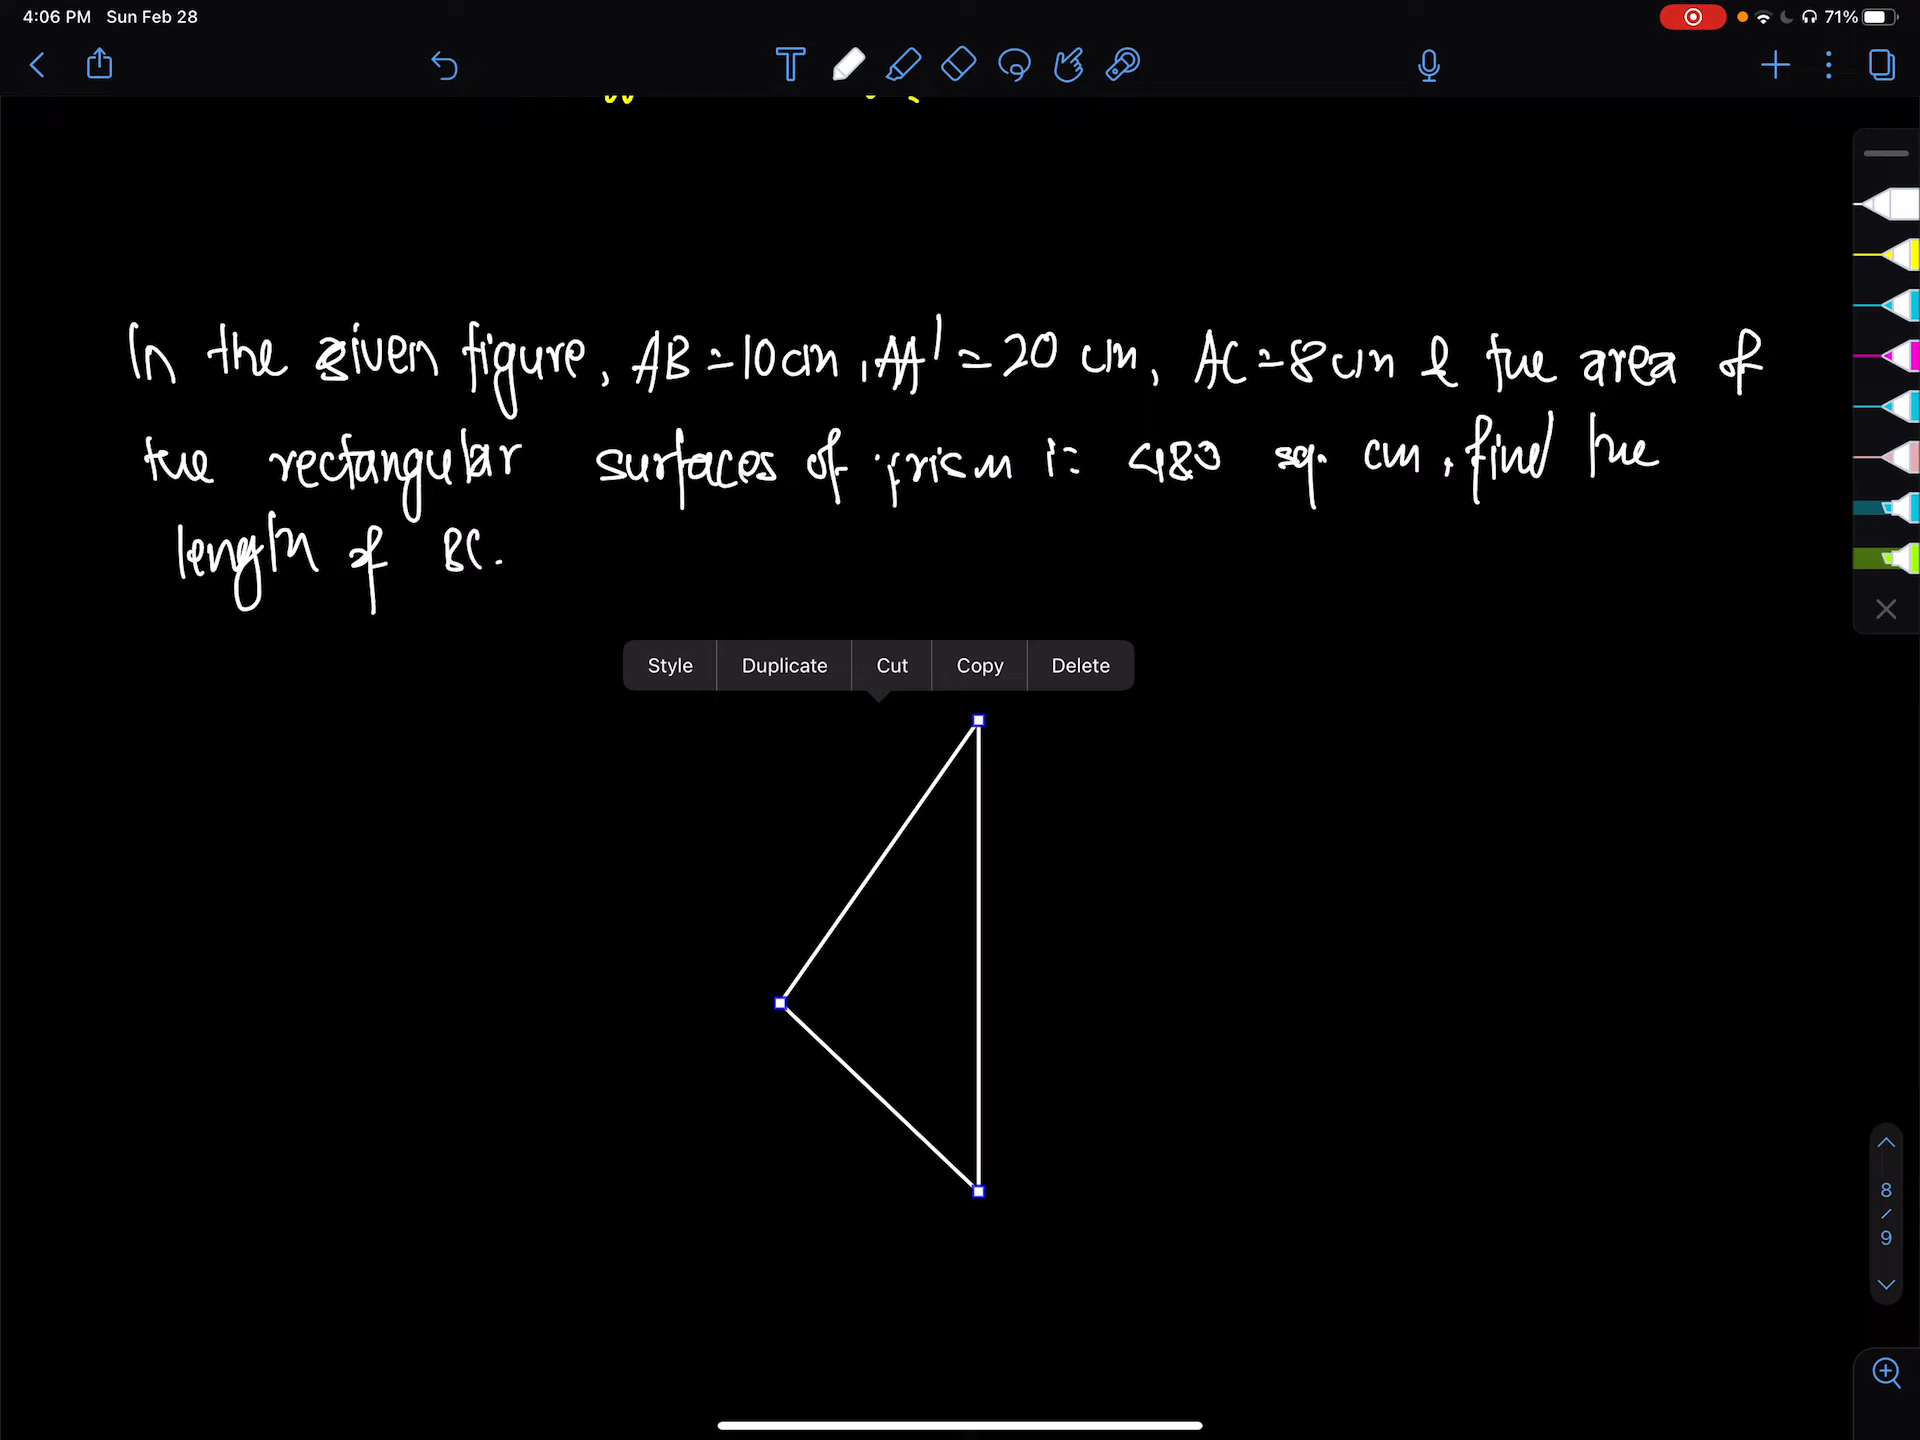 4:06 PM Sun Feb 28
71%
In the given figure, AB = 10 cm, AA' = 20 cm, AC = 8 cm & the area of
the rectangular surfaces of prism is 480 sq. cm, find the
length of BC.
Style Duplicate Cut Copy Delete
8
/
9